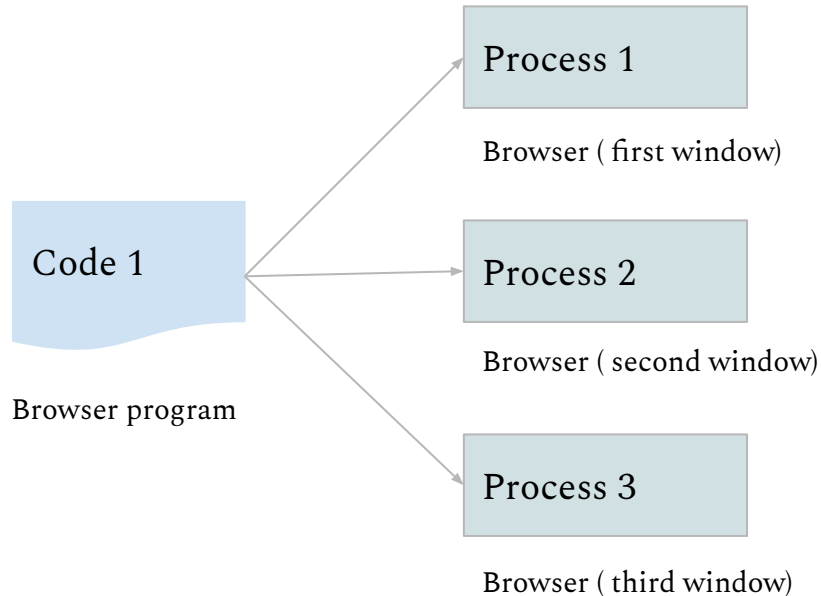 Process 1
Browser ( first window)
Code 1
Process 2
Browser ( second window)
Browser program
Process 3
Browser ( third window)